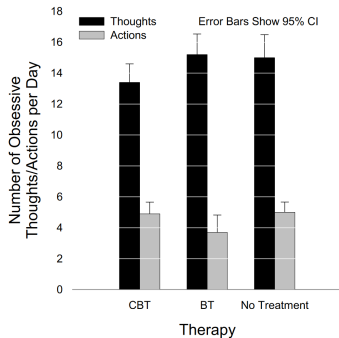 Thoughts
Actions
Error Bars Show 95% CI
Number of Obsessive
Thoughts/Actions per Day
18
16
14
12
10
8
6
4
2
0
CBT
BT
No Treatment
Therapy